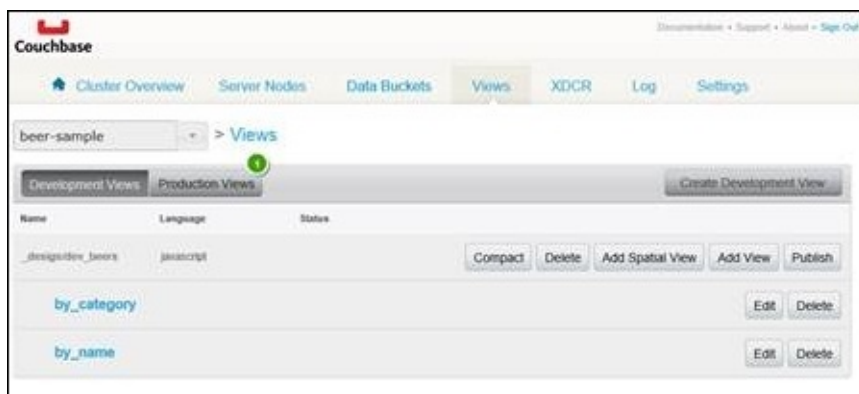 Couchbase
Documentation • Support • About • Sign Out
Cluster Overview Server Nodes Data Buckets Views XDCR Log Settings
beer-sample > Views
1
Development Views Production Views Create Development View
Name Language Status
_design/dev_beers javascript Compact Delete Add Spatial View Add View Publish
by_category Edit Delete
by_name Edit Delete